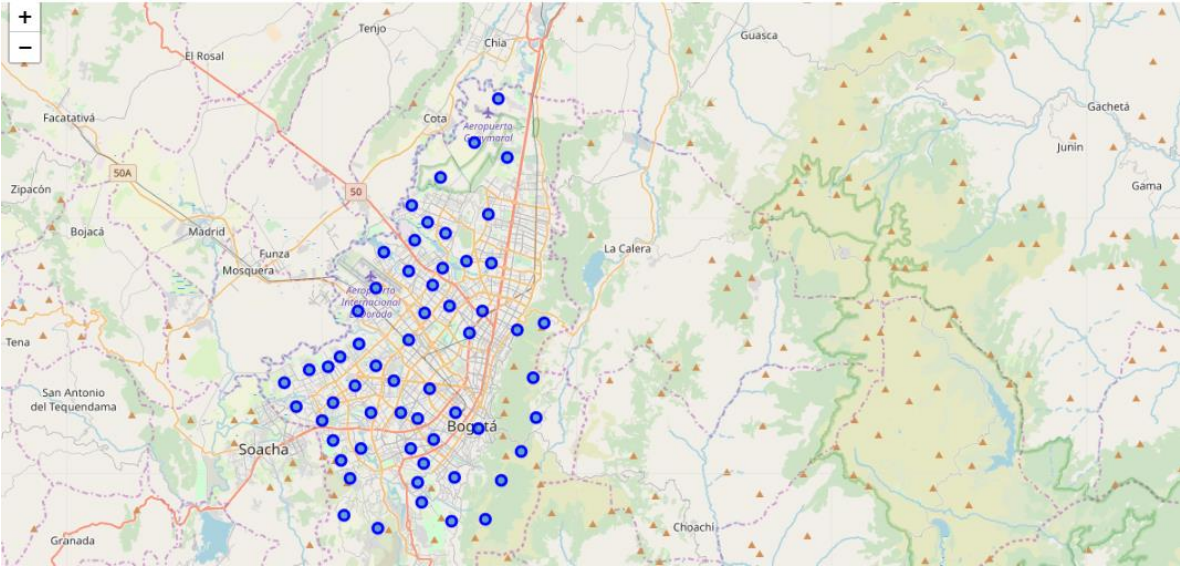 +
−
Tenjo
Chía
Guasca
El Rosal
Facatativá
Cota
Gachetá
Aeropuerto
Guaymaral
Junín
50A
50
Zipacón
Gama
Bojacá
Madrid
Funza
La Calera
Mosquera
Aeropuerto
Internacional
El Dorado
Tena
San Antonio
del Tequendama
Bogotá
Soacha
Choachí
Granada